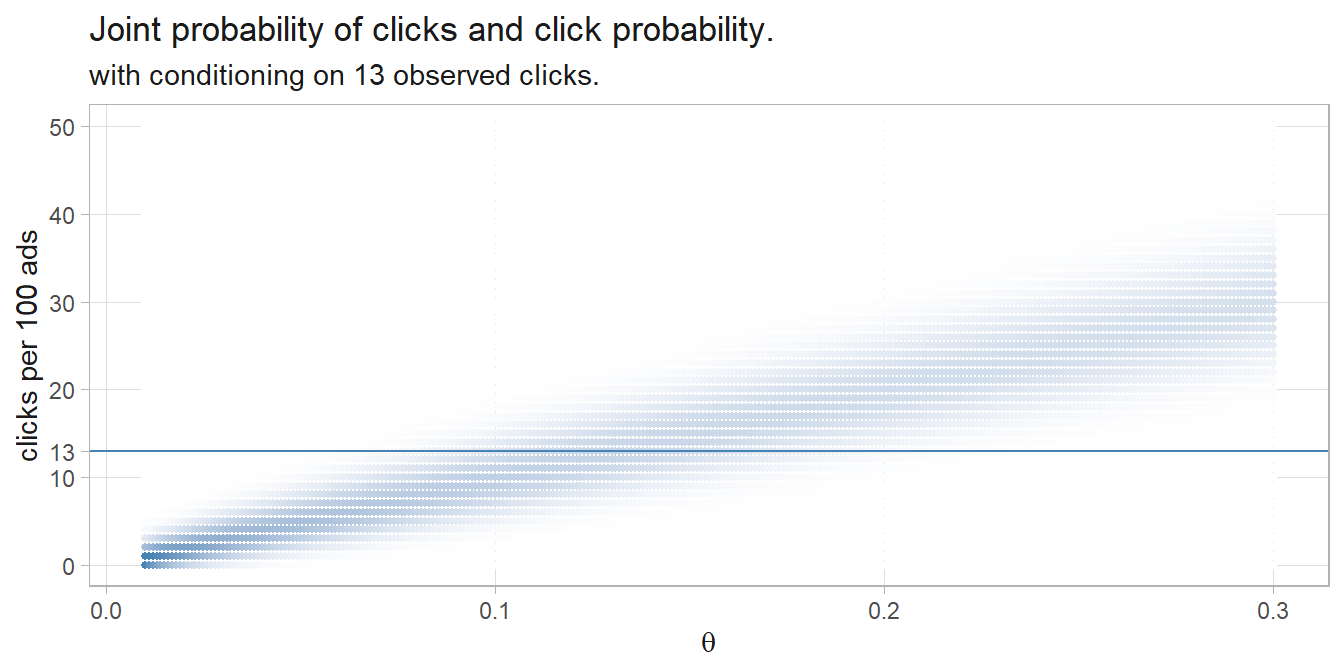 Joint probability of clicks and click probability.
with conditioning on 13 observed clicks.
clicks per 100 ads
50
40
30
20
13
10
0
0.0 0.1 0.2 0.3
θ